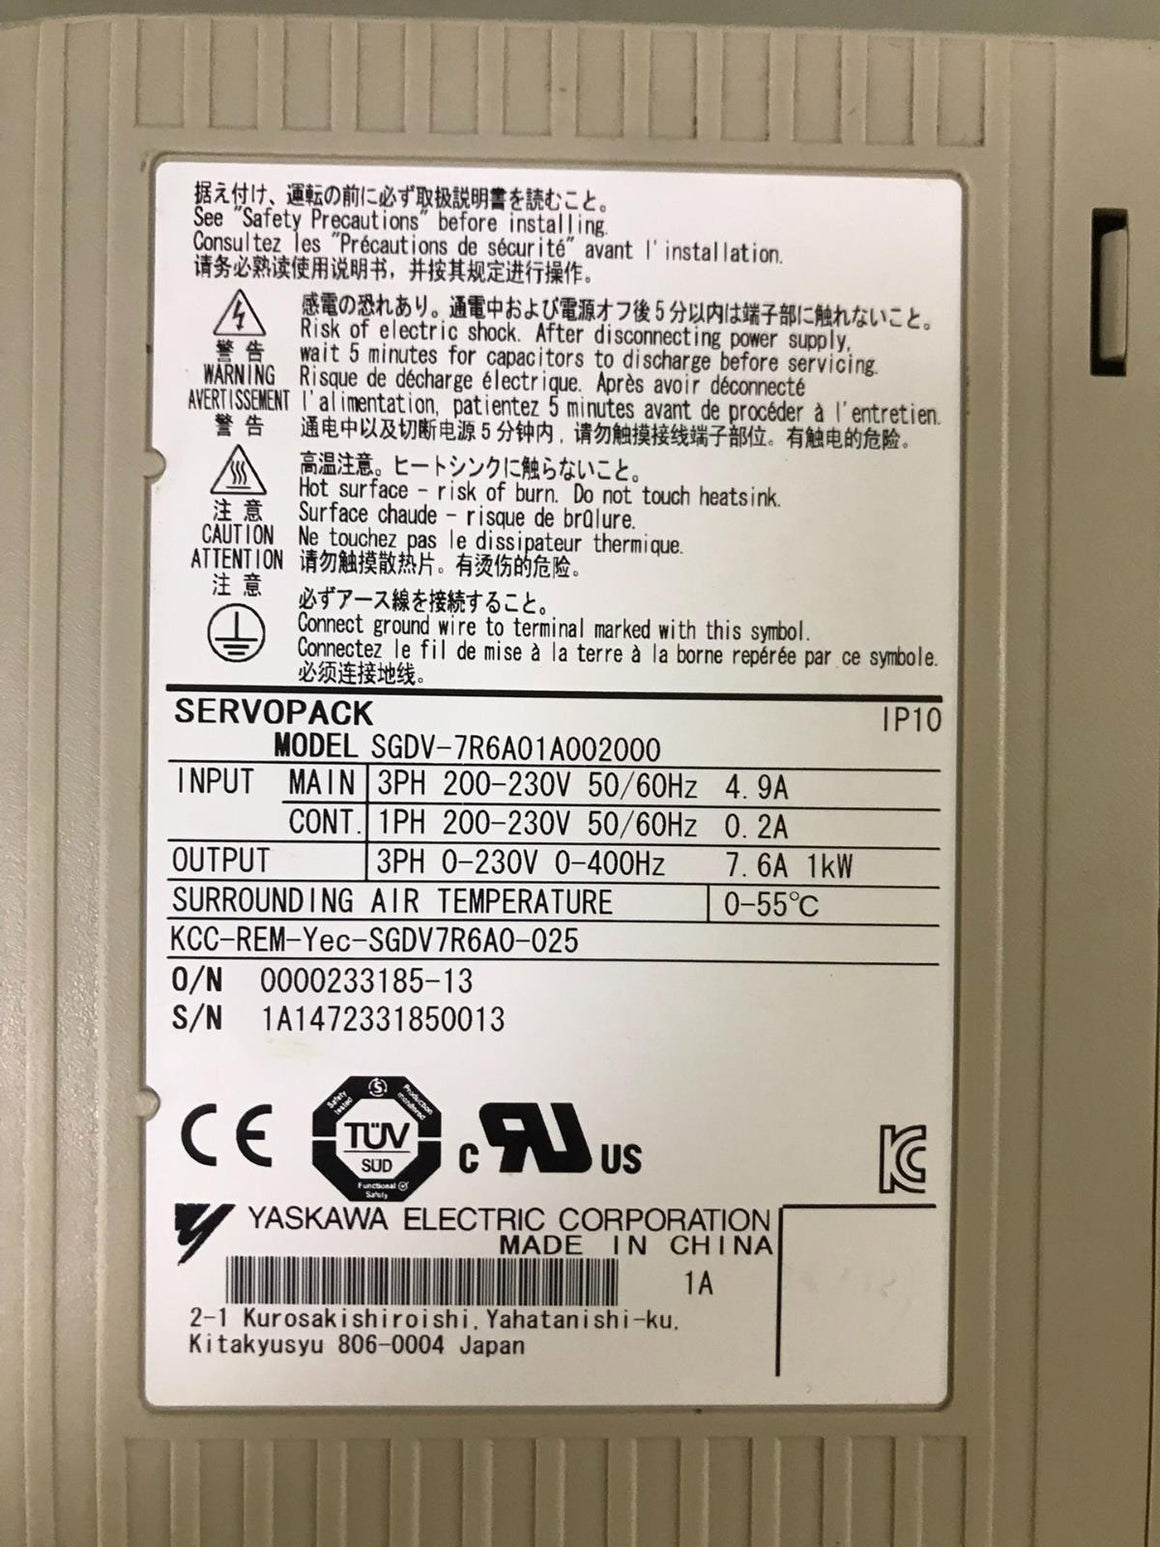 据え付け、運転の前に必ず取扱説明書を読むこと。
See "Safety Precautions" before installing.
Consultez les "Précautions de sécurité" avant l'installation.
请务必熟读使用说明书，并按其规定进行操作。
警告
WARNING
AVERTISSEMENT
警告
感電の恐れあり。通電中および電源オフ後5分以内は端子部に触れないこと。
Risk of electric shock. After disconnecting power supply,
wait 5 minutes for capacitors to discharge before servicing.
Risque de décharge électrique. Après avoir déconnecté
l'alimentation, patientez 5 minutes avant de procéder à l'entretien.
通电中以及切断电源5分钟内，请勿触摸接线端子部位。有触电的危险。
注意
CAUTION
ATTENTION
注意
高温注意。ヒートシンクに触らないこと。
Hot surface - risk of burn. Do not touch heatsink.
Surface chaude - risque de brûlure.
Ne touchez pas le dissipateur thermique.
请勿触摸散热片。有烫伤的危险。
必ずアース線を接続すること。
Connect ground wire to terminal marked with this symbol.
Connectez le fil de mise à la terre à la borne repérée par ce symbole.
必须连接地线。
SERVOPACK IP10
MODEL SGDV-7R6A01A002000
INPUT MAIN 3PH 200-230V 50/60Hz 4.9A
CONT. 1PH 200-230V 50/60Hz 0.2A
OUTPUT 3PH 0-230V 0-400Hz 7.6A 1kW
SURROUNDING AIR TEMPERATURE 0-55℃
KCC-REM-Yec-SGDV7R6A0-025
O/N 0000233185-13
S/N 1A1472331850013
CE
Safety tested
Production monitored
TÜV
SÜD
Functional Safety
c RU US
KC
YASKAWA ELECTRIC CORPORATION
MADE IN CHINA
1A
2-1 Kurosakishiroishi, Yahatanishi-ku,
Kitakyusyu 806-0004 Japan